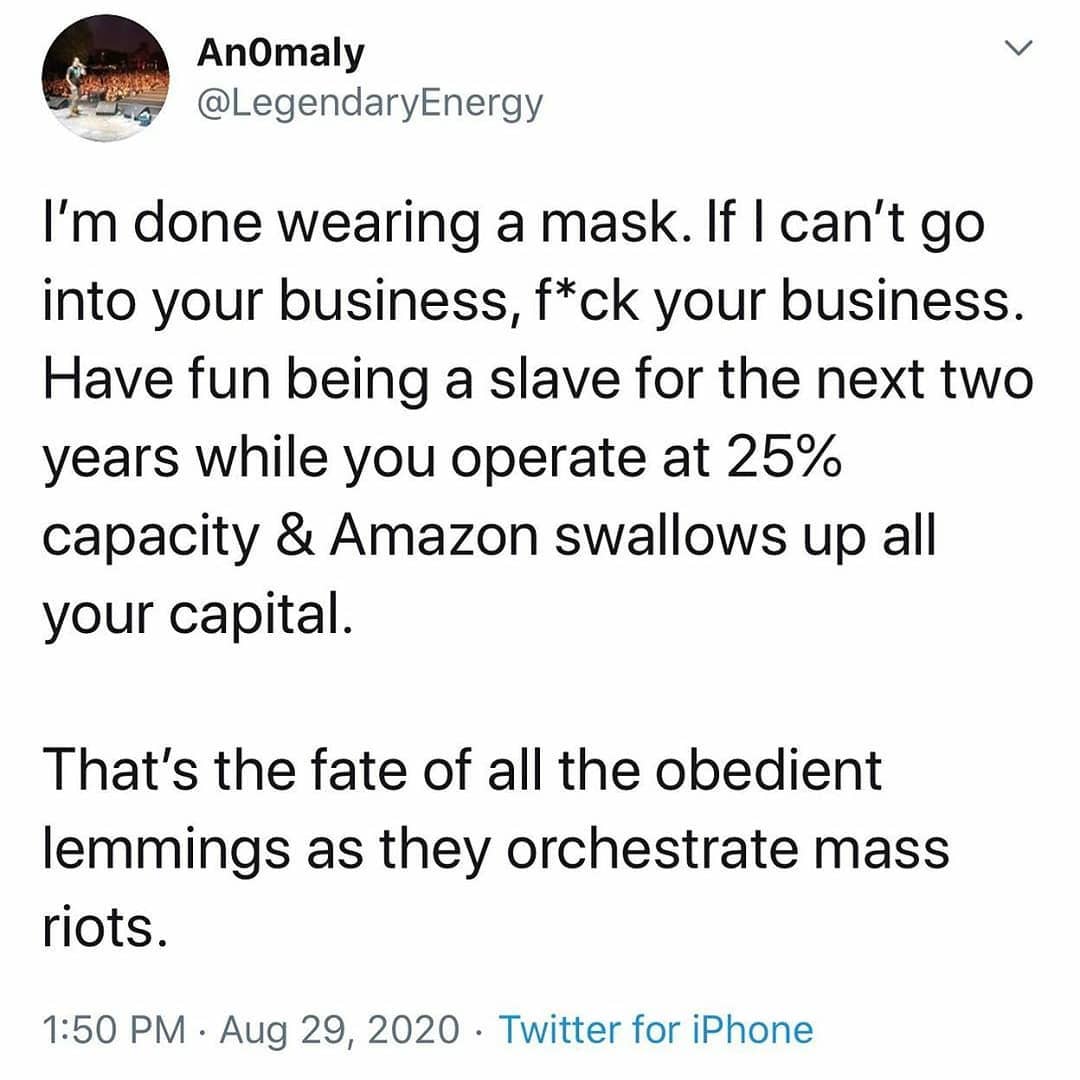 An0maly
@LegendaryEnergy
I'm done wearing a mask. If I can't go
into your business, f*ck your business.
Have fun being a slave for the next two
years while you operate at 25%
capacity & Amazon swallows up all
your capital.
That's the fate of all the obedient
lemmings as they orchestrate mass
riots.
1:50 PM · Aug 29, 2020 · Twitter for iPhone